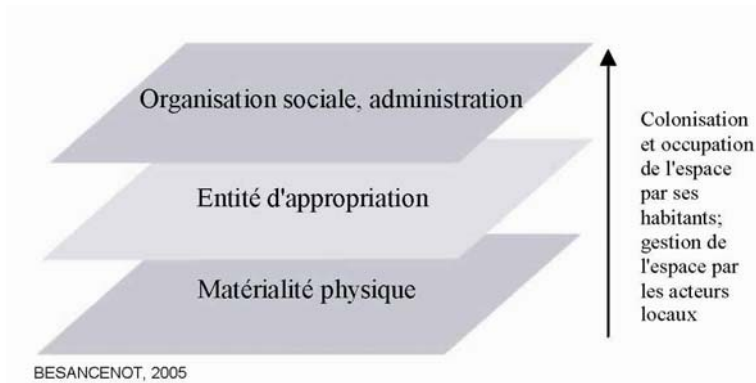 Organisation sociale, administration
Entité d'appropriation
Matérialité physique
Colonisation
et occupation
de l'espace
par ses
habitants;
gestion de
l'espace par
les acteurs
locaux
BESANCENOT, 2005